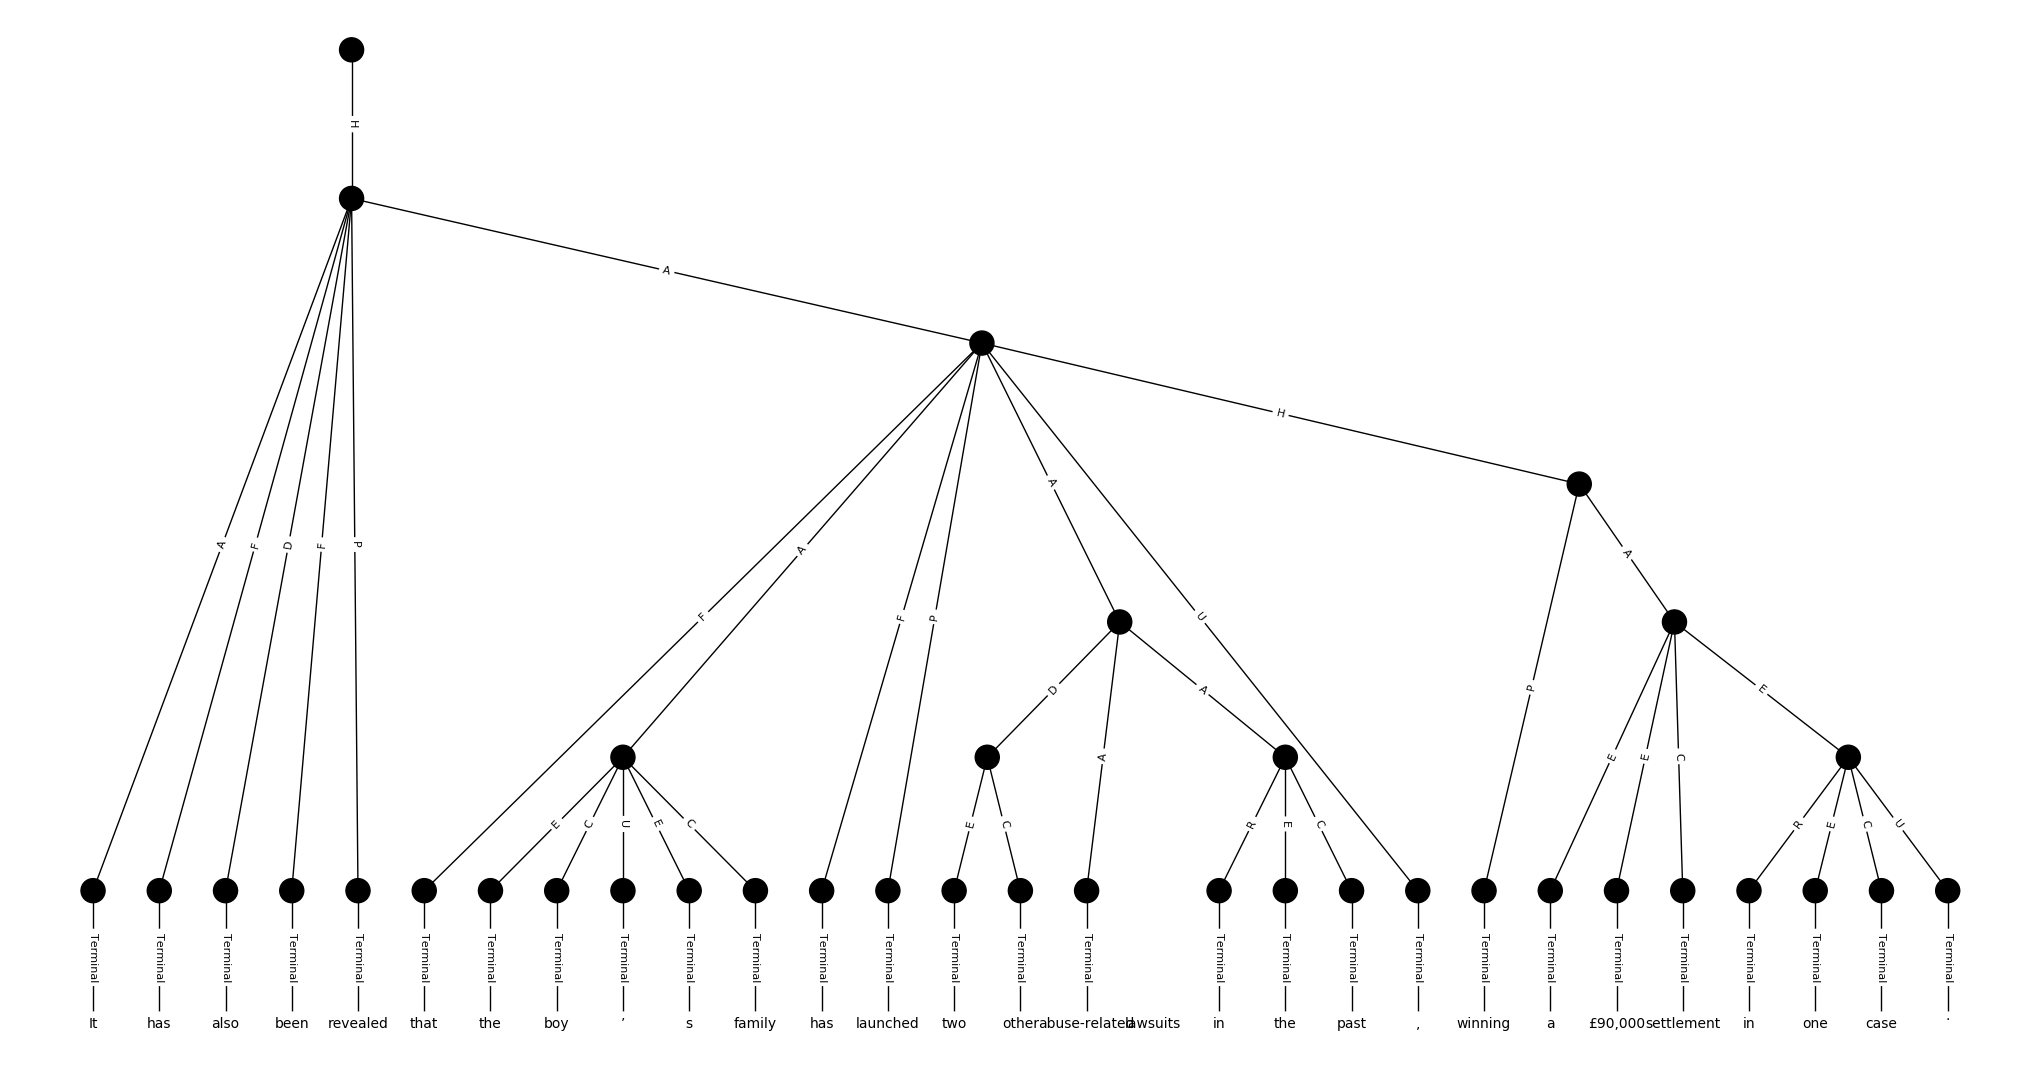 H
A
H
A F D F P
F A F P A U
P A
D A A
E E C E
E C U E C
E C
R E C
R E C U
Terminal Terminal Terminal Terminal Terminal Terminal Terminal Terminal Terminal Terminal Terminal Terminal Terminal Terminal Terminal Terminal Terminal Terminal Terminal Terminal Terminal Terminal Terminal Terminal Terminal Terminal Terminal Terminal
It has also been revealed that the boy ’ s family has launched two other abuse-related lawsuits in the past , winning a £90,000 settlement in one case .